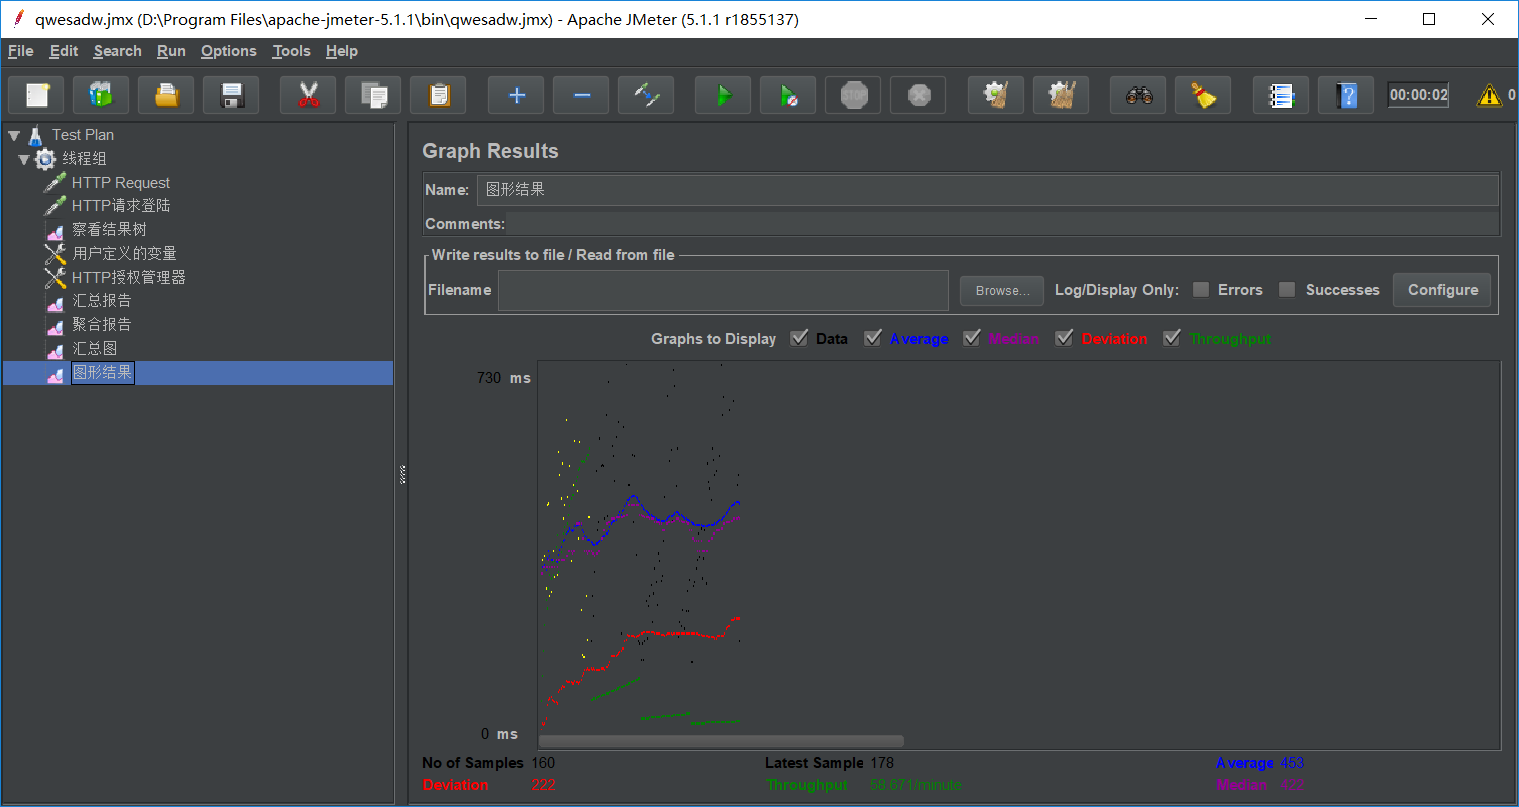 qwesadw.jmx (D:\Program Files\apache-jmeter-5.1.1\bin\qwesadw.jmx) - Apache JMeter (5.1.1 r1855137)
File Edit Search Run Options Tools Help
STOP ? 00:00:02 0
Test Plan
线程组
HTTP Request
HTTP请求登陆
察看结果树
用户定义的变量
HTTP授权管理器
汇总报告
聚合报告
汇总图
图形结果
Graph Results
Name: 图形结果
Comments:
Write results to file / Read from file
Filename Browse... Log/Display Only: Errors Successes Configure
Graphs to Display Data Average Median Deviation Throughput
730 ms
0 ms
No of Samples 160 Latest Sample 178 Average 453
Deviation 222 Throughput 58.671/minute Median